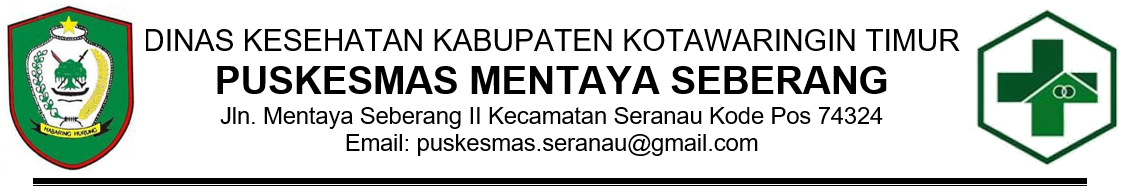 DINAS KESEHATAN KABUPATEN KOTAWARINGIN TIMUR
PUSKESMAS MENTAYA SEBERANG
Jln. Mentaya Seberang II Kecamatan Seranau Kode Pos 74324
Email: puskesmas.seranau@gmail.com
HABARING HURUNG